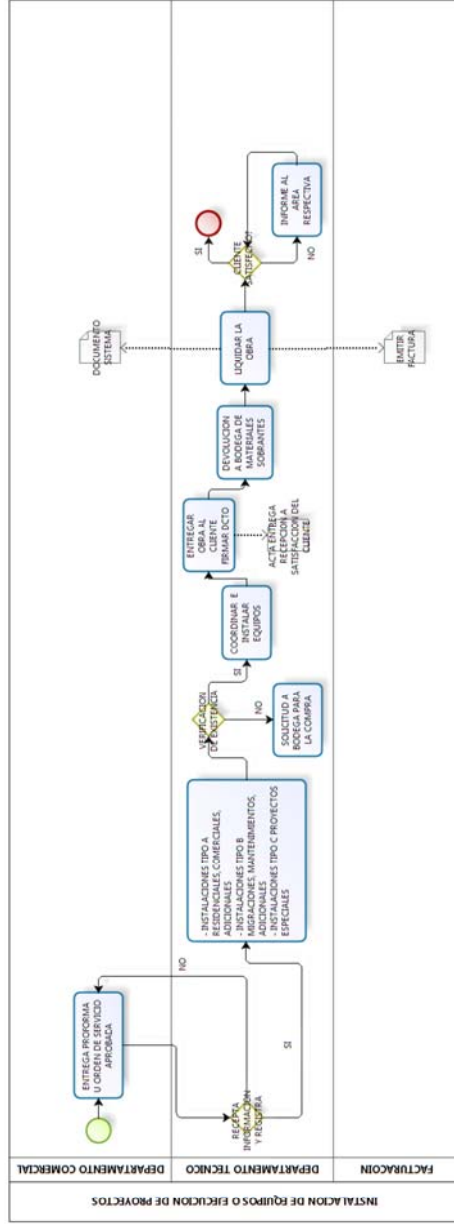 INSTALACION DE EQUIPOS O EJECUCION DE PROYECTOS
DEPARTAMENTO COMERCIAL
DEPARTAMENTO TECNICO
FACTURACOIN
ENTREGA PROFORMA
U ORDEN DE SERVICIO
APROBADA
NO
RECEPTA
INFORMACION
Y REGISTRA
SI
- INSTALACIONES TIPO A
RESIDENCIALES, COMERCIALES,
ADICIONALES
- INSTALACIONES TIPO B
MIGRACIONES, MANTENIMIENTOS,
ADICIONALES
- INSTALACIONES TIPO C PROYECTOS
ESPECIALES
VERIFICACION
DE EXISTENCIA
SI
NO
SOLICITUD A
BODEGA PARA
LA COMPRA
COORDINAR E
INSTALAR
EQUIPOS
ENTREGAR
OBRA AL
CLIENTE
FIRMAR DCTO
ACTA ENTREGA
RECEPCION A
SATISFACCION DEL
CLIENTE
DEVOLUCION
A BODEGA DE
MATERIALES
SOBRANTES
LIQUIDAR LA
OBRA
DOCUMENTO
SISTEMA
EMITIR
FACTURA
CLIENTE
SATISFECHO?
SI
NO
INFORME AL
AREA
RESPECTIVA